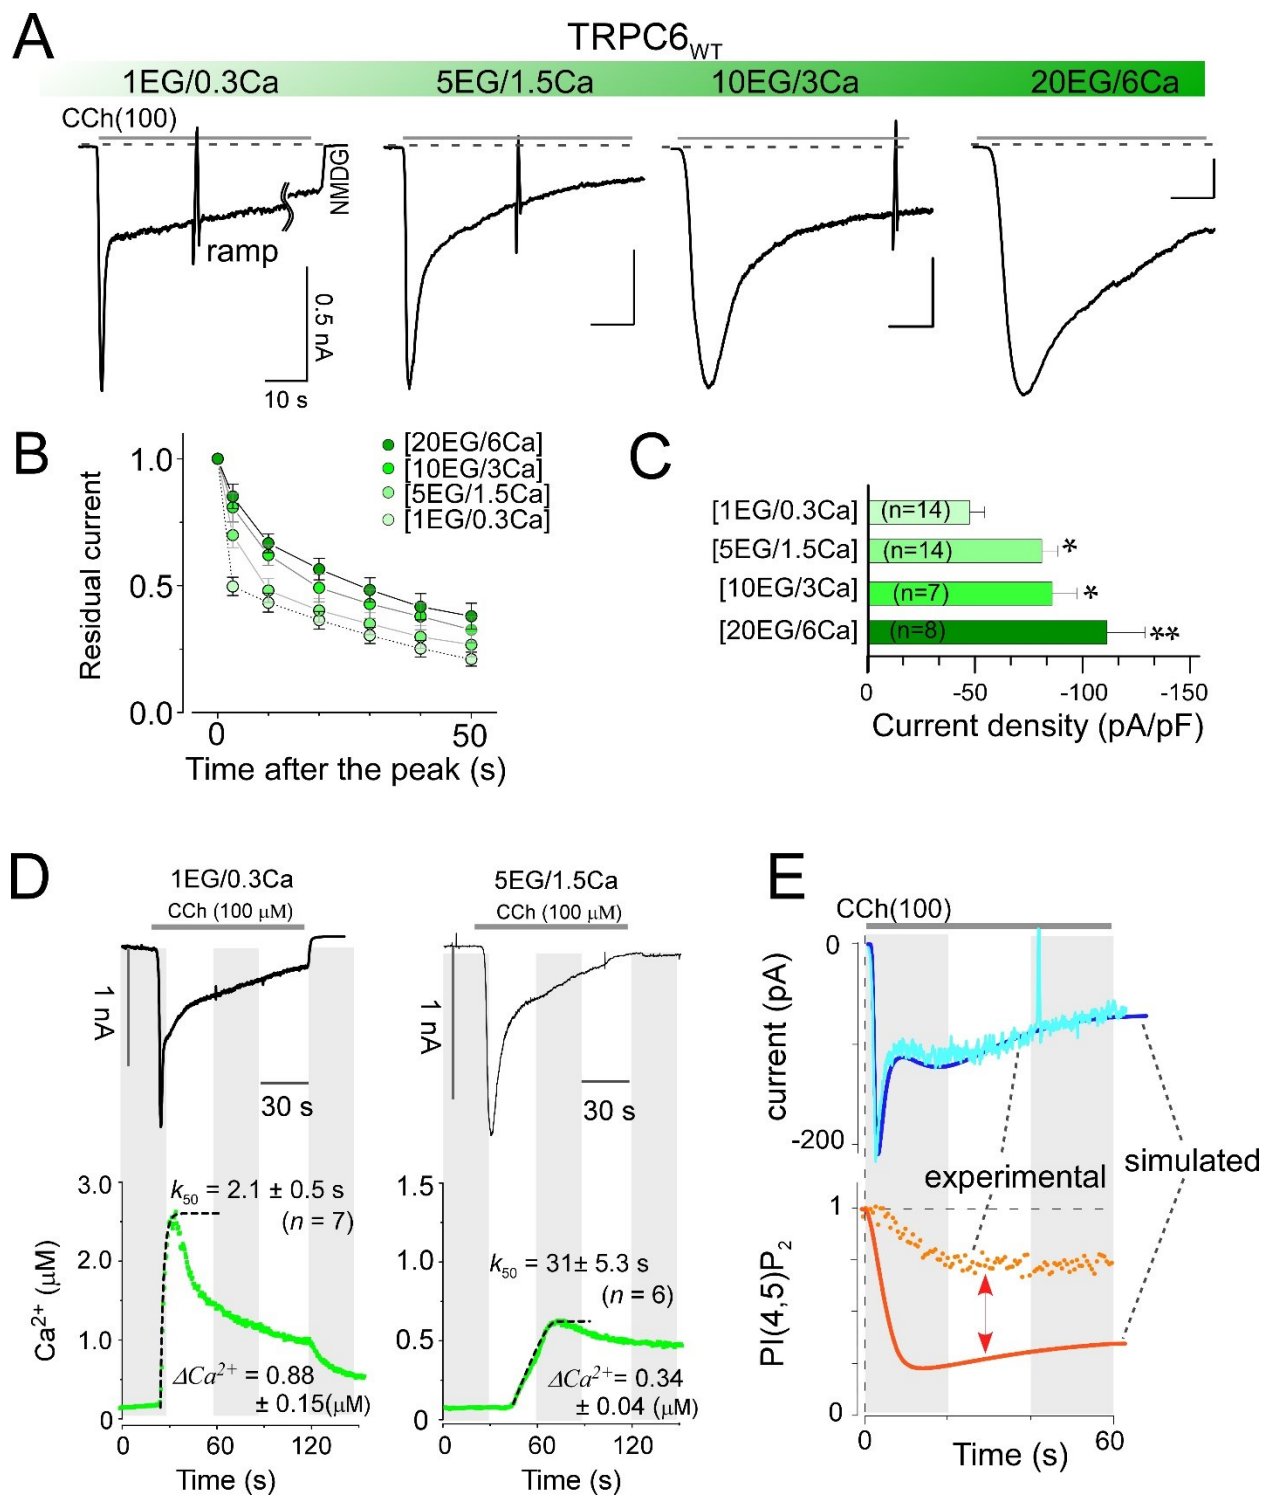 A
TRPC6WT
1EG/0.3Ca 5EG/1.5Ca 10EG/3Ca 20EG/6Ca
CCh(100)
NMDG
ramp
0.5 nA
10 s
B
Residual current
1.0
0.5
0.0
0 50
Time after the peak (s)
[20EG/6Ca]
[10EG/3Ca]
[5EG/1.5Ca]
[1EG/0.3Ca]
C
[1EG/0.3Ca] (n=14)
[5EG/1.5Ca] (n=14) *
[10EG/3Ca] (n=7) *
[20EG/6Ca] (n=8) **
0 -50 -100 -150
Current density (pA/pF)
D
1EG/0.3Ca
CCh (100 μM)
1 nA
30 s
3.0
2.0
1.0
0
Ca2+ (μM)
k50 = 2.1 ± 0.5 s
(n = 7)
ΔCa2+ = 0.88
± 0.15(μM)
0 60 120
Time (s)
5EG/1.5Ca
CCh (100 μM)
1 nA
30 s
1.5
1.0
0.5
0
k50 = 31± 5.3 s
(n = 6)
ΔCa2+= 0.34
± 0.04 (μM)
0 60 120
Time (s)
E
CCh(100)
0
-200
current (pA)
experimental
simulated
1
0
PI(4,5)P2
0 60
Time (s)